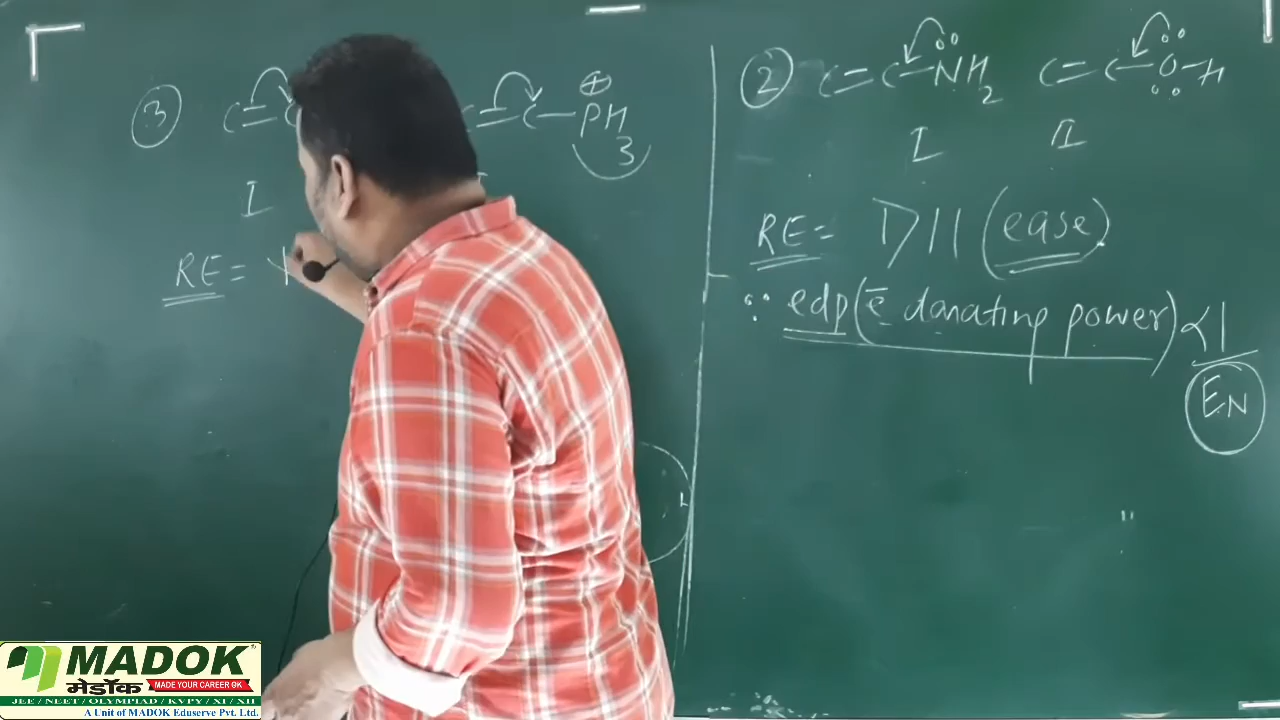 ③ C=C C=C—P⊕H3
I
RE =
② C=C—NH2 C=C—O—H
I II
RE = I>II (ease)
∵ edp (ē donating power) ∝ 1/EN
MADOK
मेडॉक MADE YOUR CAREER OK
JEE / NEET / OLYMPIAD / KVPY / XI / XII
A Unit of MADOK Eduserve Pvt. Ltd.